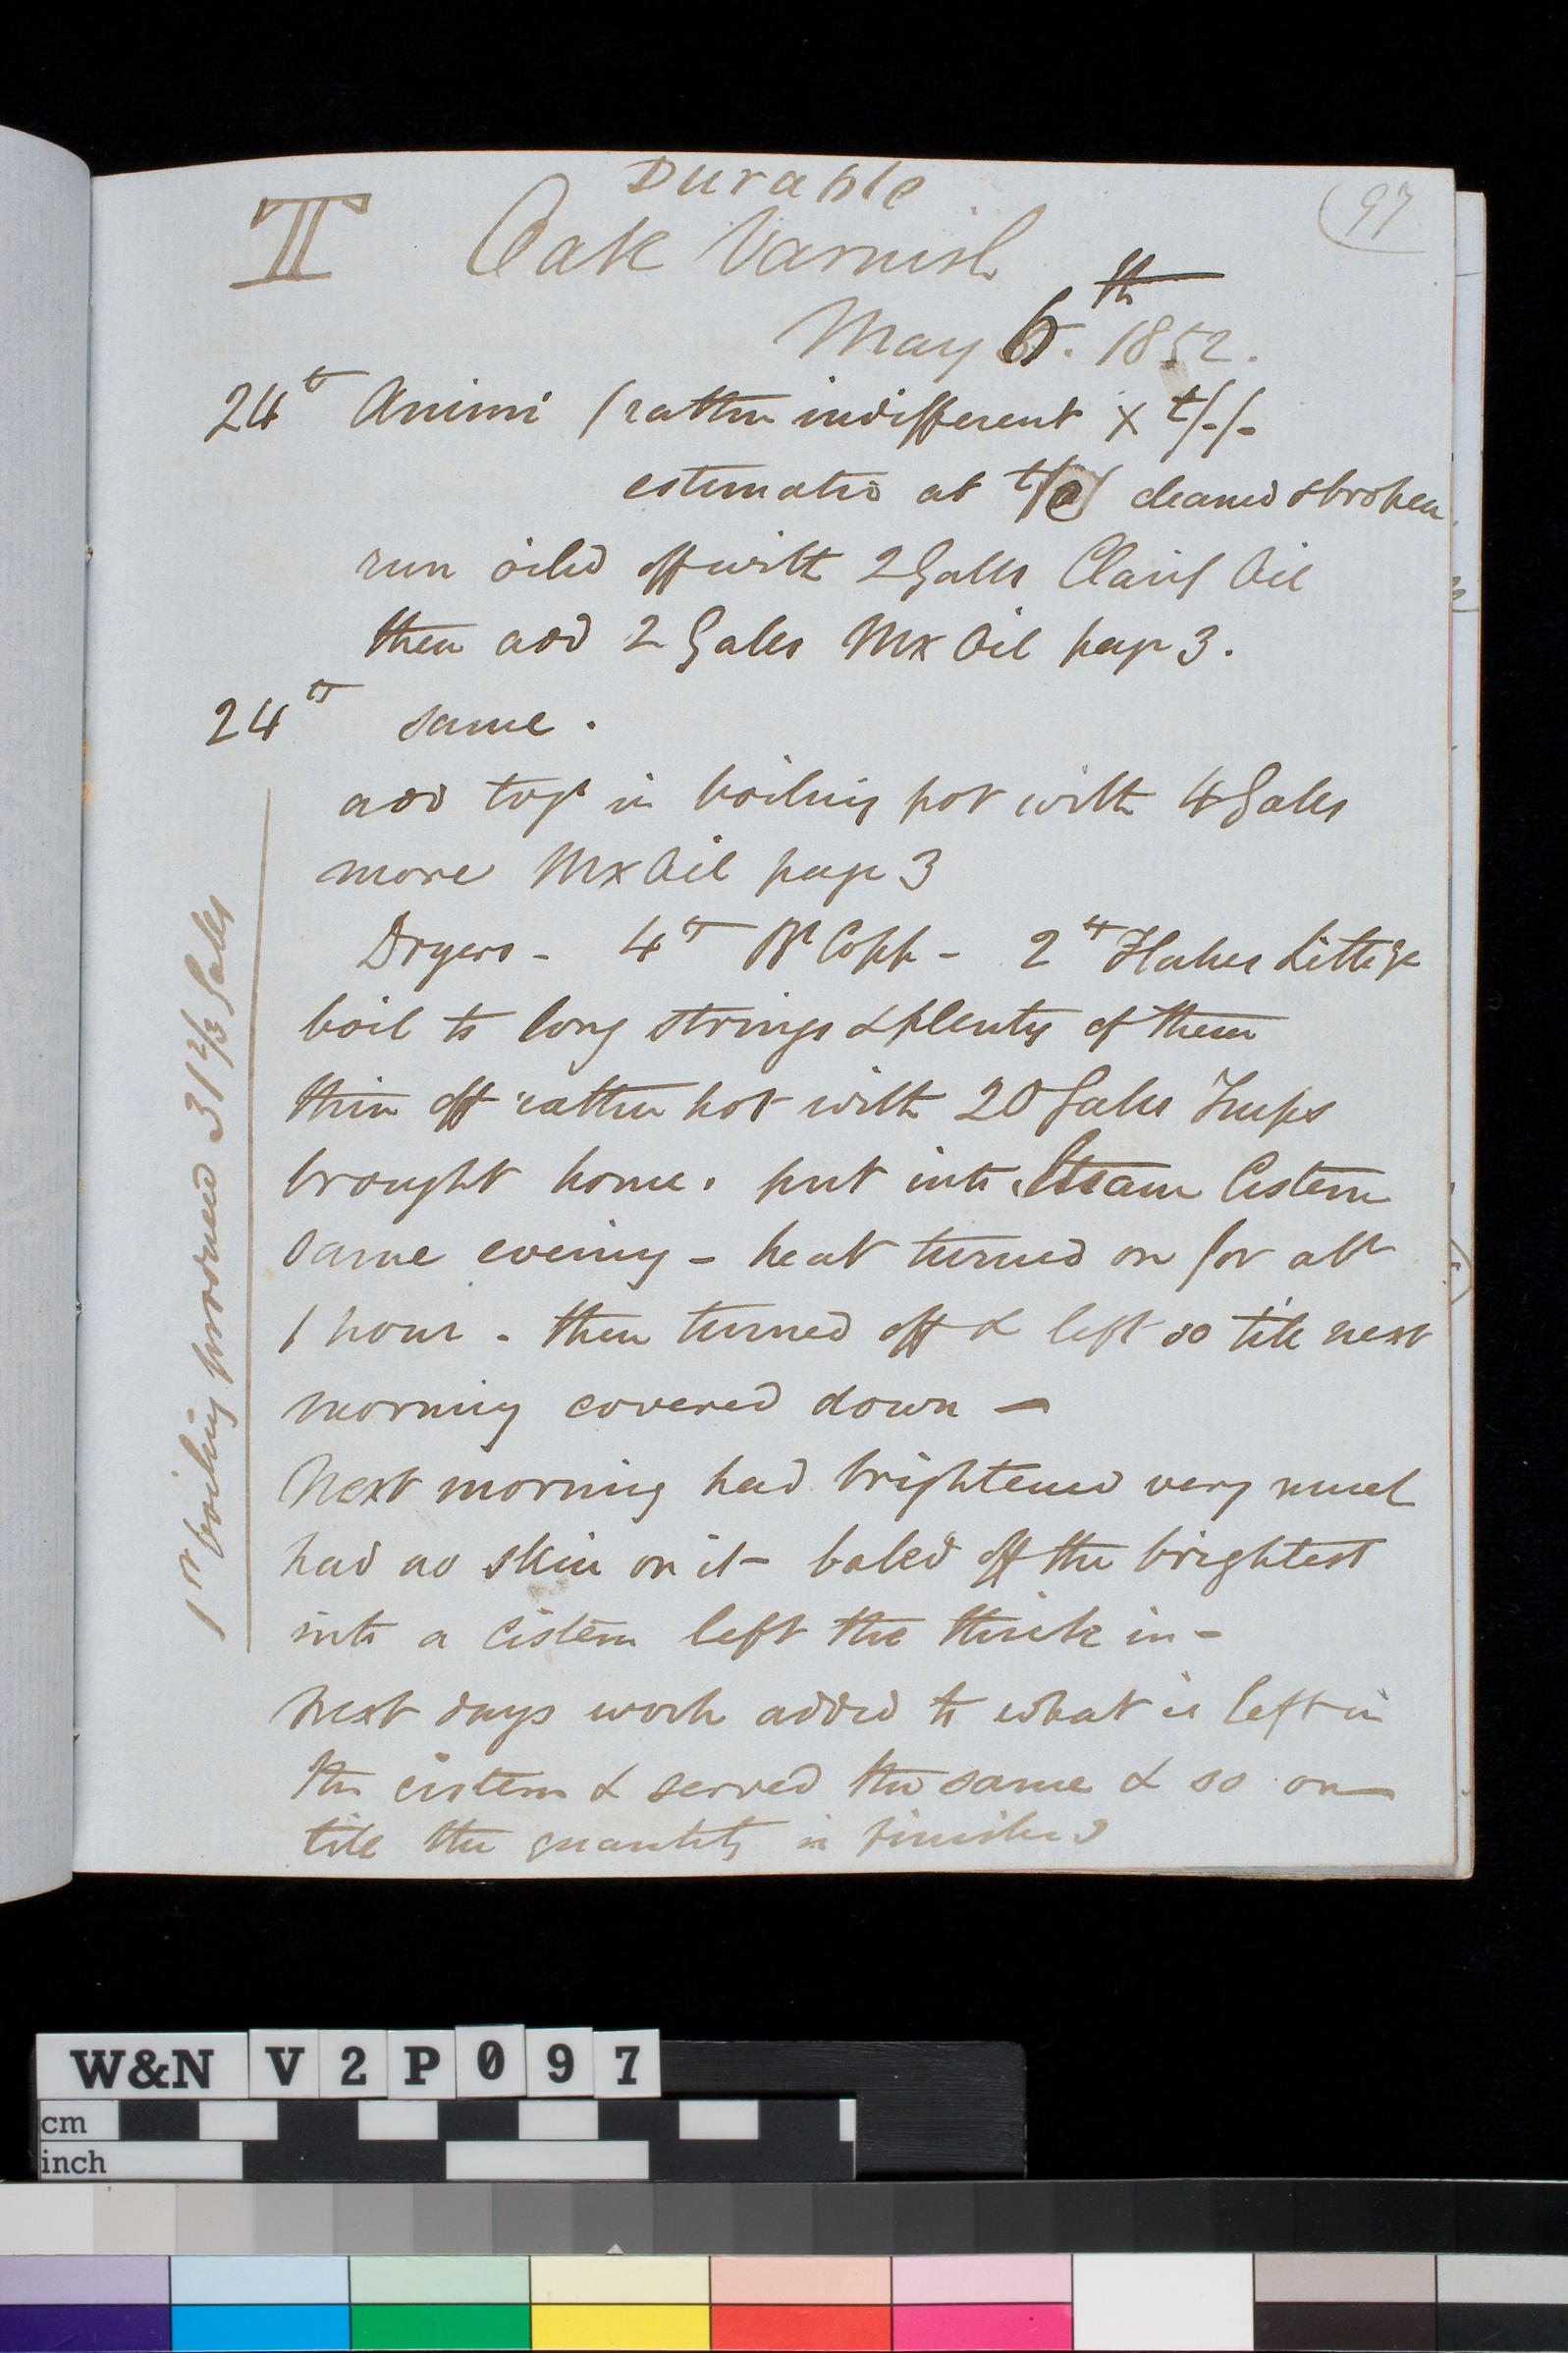 Durable
II Oak Varnish
97
May 6th. 1852.
24 lb Animi (rather indifferent x t/-/-
estimated at t/ / cleaned & broken
run oiled off with 2 Galls Clarif Oil
then add 2 Galls Mx Oil page 3.
24 lb same.
add togr in boiling pot with 4 Galls
more Mx Oil page 3
Dryers - 4 lb Wt Copp - 2 lb Flakes Littge
boil to long strings & plenty of them
thin off rather hot with 20 Galls Turps
brought home. put into Steam Cistern
same evening - heat turned on for abt
1 hour - then turned off & left so till next
morning covered down -
Next morning had brightened very much
had no skin on it - baled off the brightest
into a cistern left the thick in -
Next days work added to what is left in
the cistern & served the same & so on
till the quantity is finished
1st boiling produced 31 2/3 Galls
W&N V2P097
cm
inch